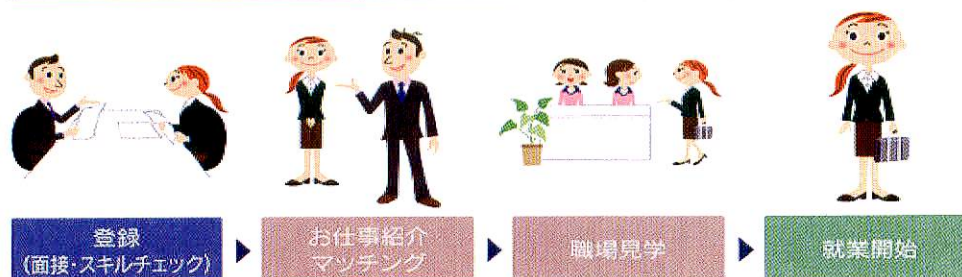 登録
(面接・スキルチェック)
お仕事紹介
マッチング
職場見学
就業開始